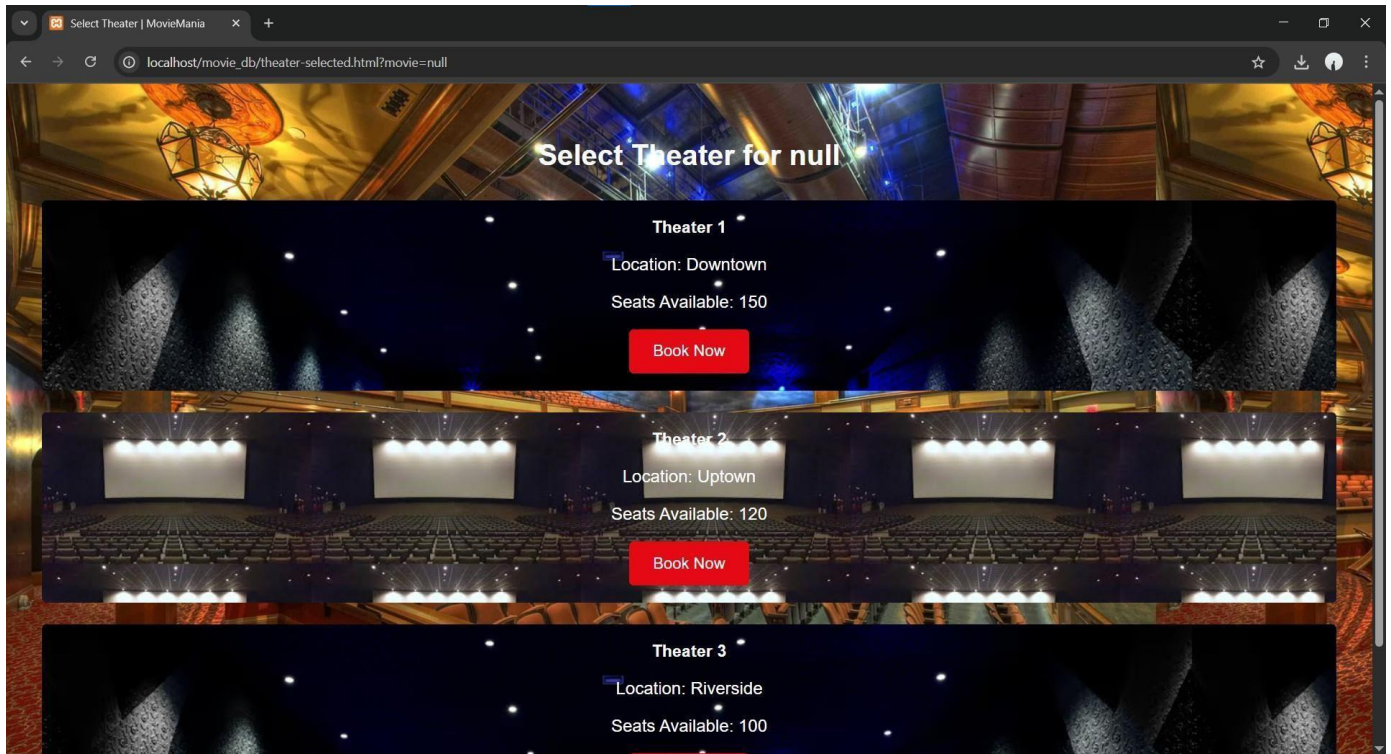 Select Theater | MovieMania
localhost/movie_db/theater-selected.html?movie=null
Select Theater for null
Theater 1
Location: Downtown
Seats Available: 150
Book Now
Theater 2
Location: Uptown
Seats Available: 120
Book Now
Theater 3
Location: Riverside
Seats Available: 100